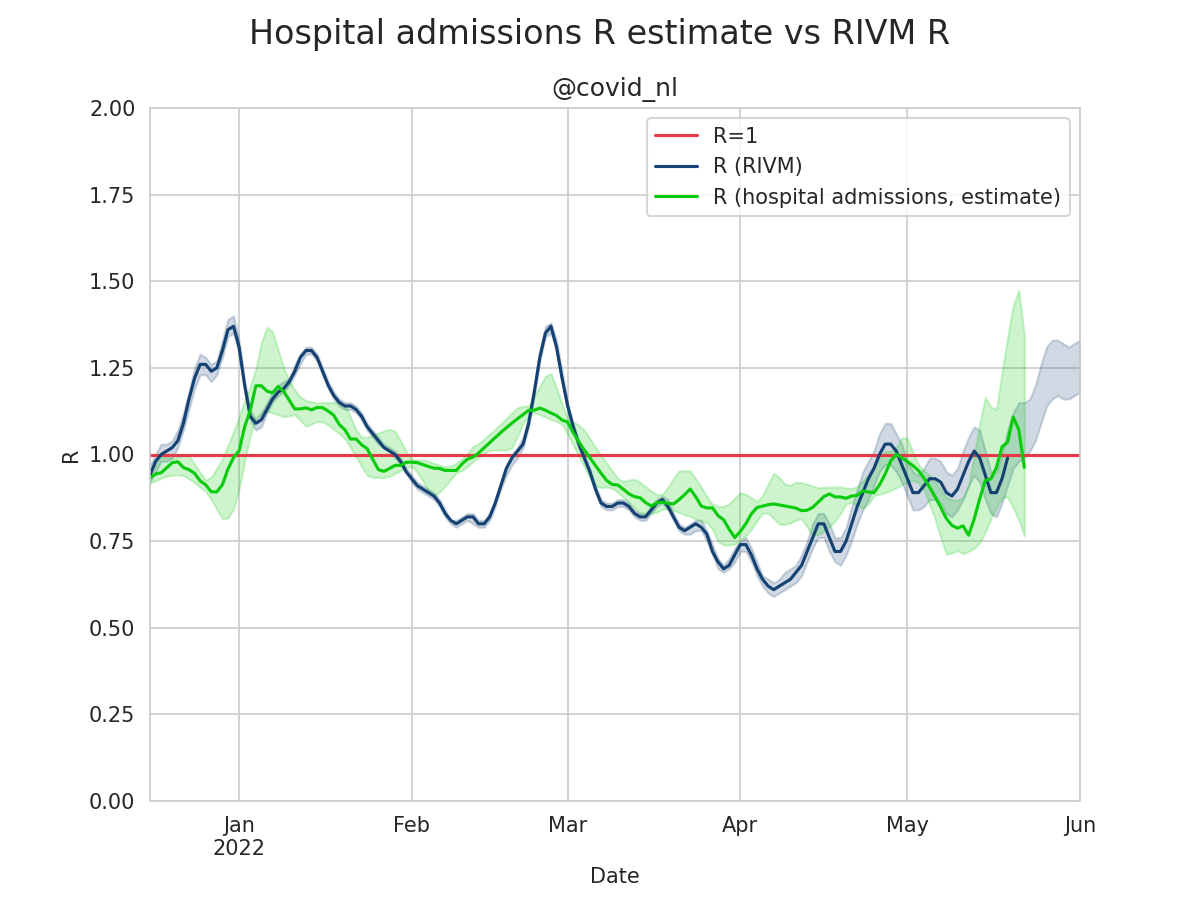 Hospital admissions R estimate vs RIVM R
@covid_nl
R=1
R (RIVM)
R (hospital admissions, estimate)
2.00
1.75
1.50
1.25
1.00
0.75
0.50
0.25
0.00
R
Jan
2022
Feb
Mar
Apr
May
Jun
Date